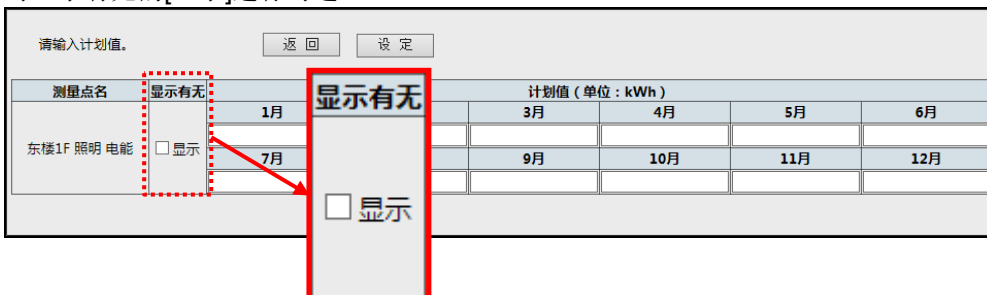 请输入计划值。
返 回
设 定
测量点名
显示有无
计划值(单位:kWh)
1月
3月
4月
5月
6月
东楼1F 照明 电能
显示
7月
9月
10月
11月
12月
显示有无
显示